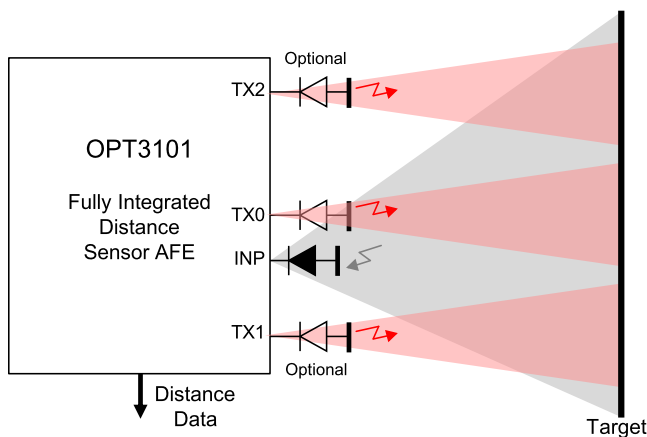 Optional
TX2
OPT3101
Fully Integrated
Distance
Sensor AFE
TX0
INP
TX1
Optional
Distance
Data
Target